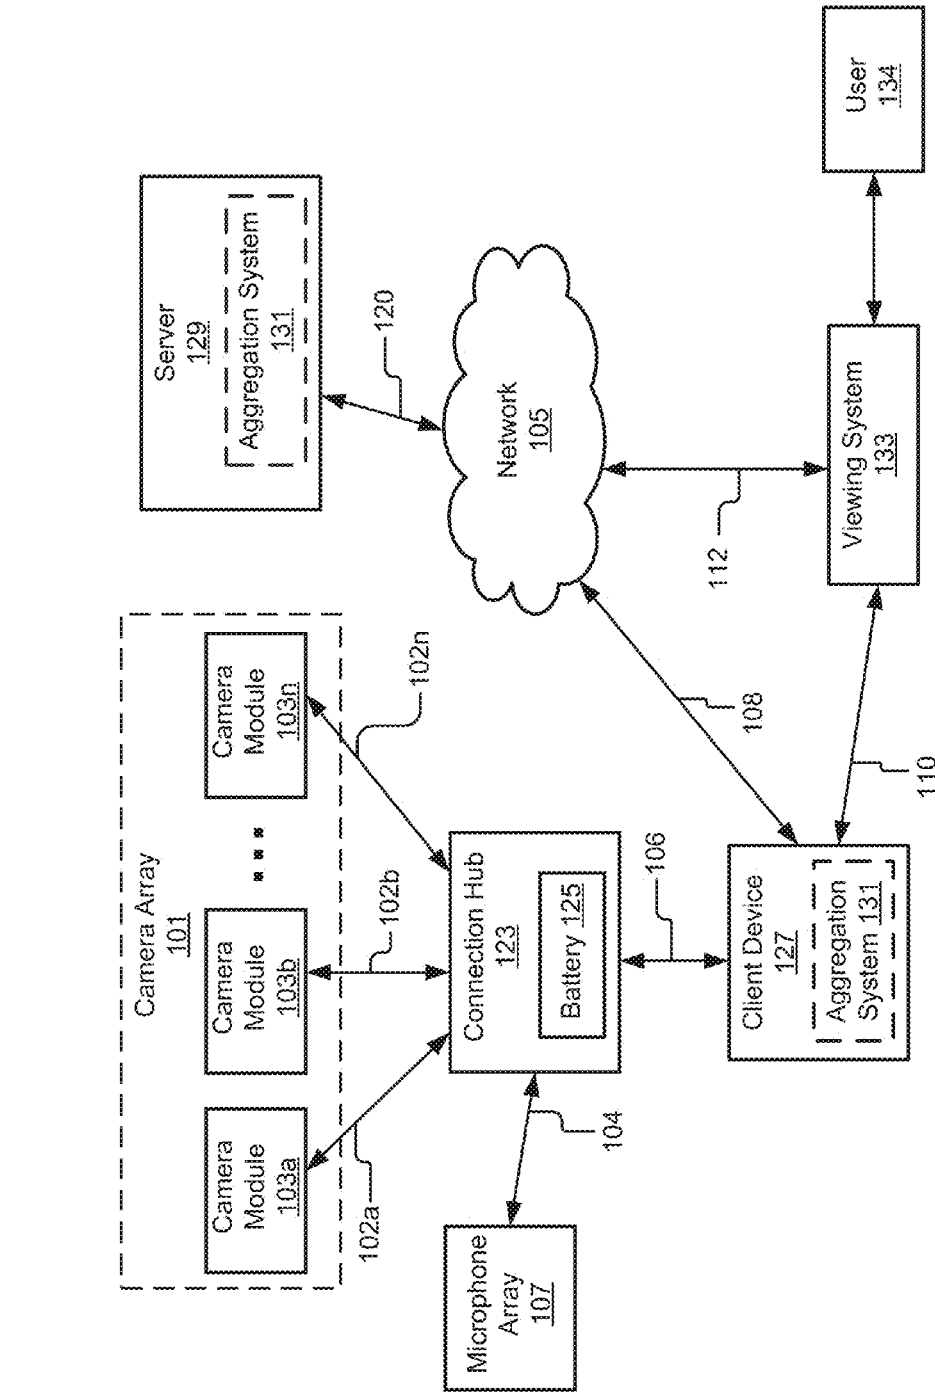 Camera Array
101
Camera
Module
103a
Camera
Module
103b
Camera
Module
103n
102a
102b
102n
Server
129
Aggregation System
131
120
Microphone
Array
107
104
Connection Hub
123
Battery 125
Network
105
106
108
112
Client Device
127
Aggregation
System 131
110
Viewing System
133
User
134